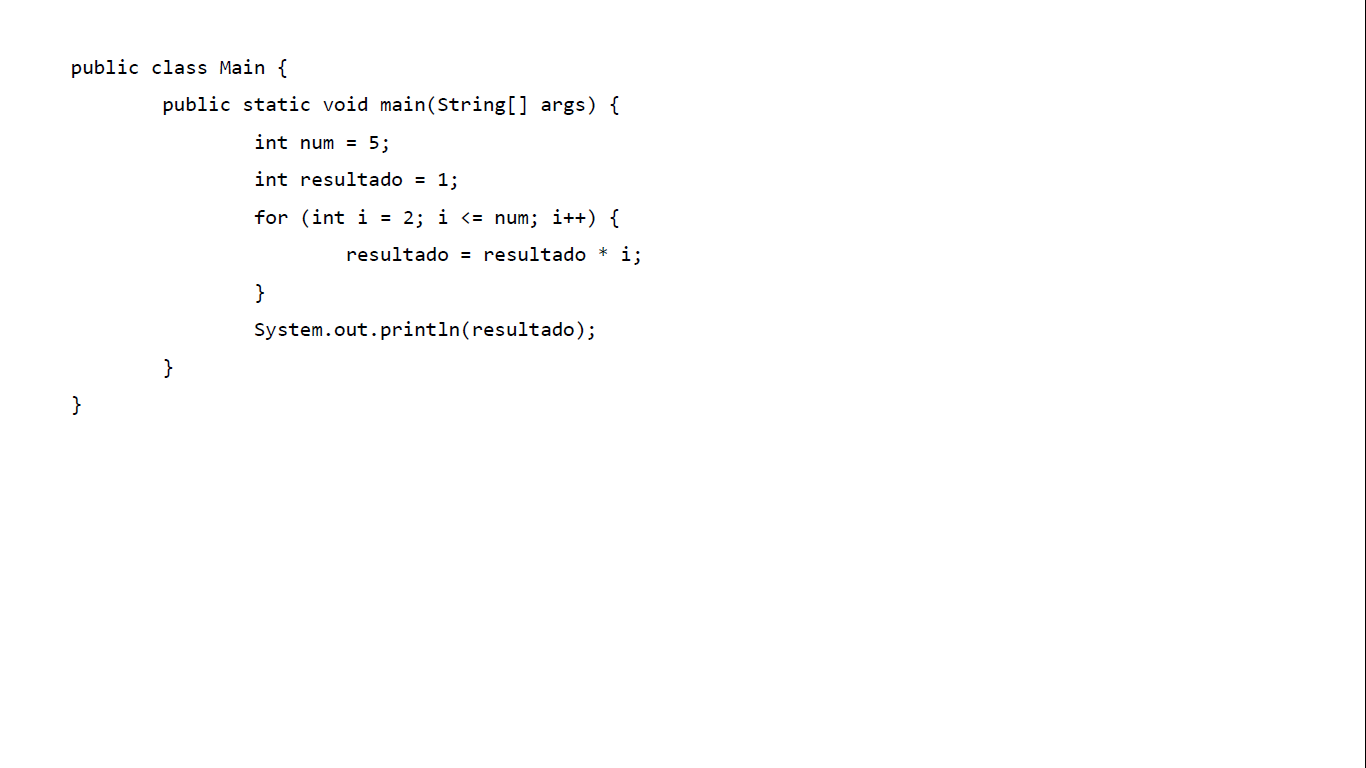 public class Main {
public static void main(String[] args) {
int num = 5;
int resultado = 1;
for (int i = 2; i <= num; i++) {
resultado = resultado * i;
}
System.out.println(resultado);
}
}